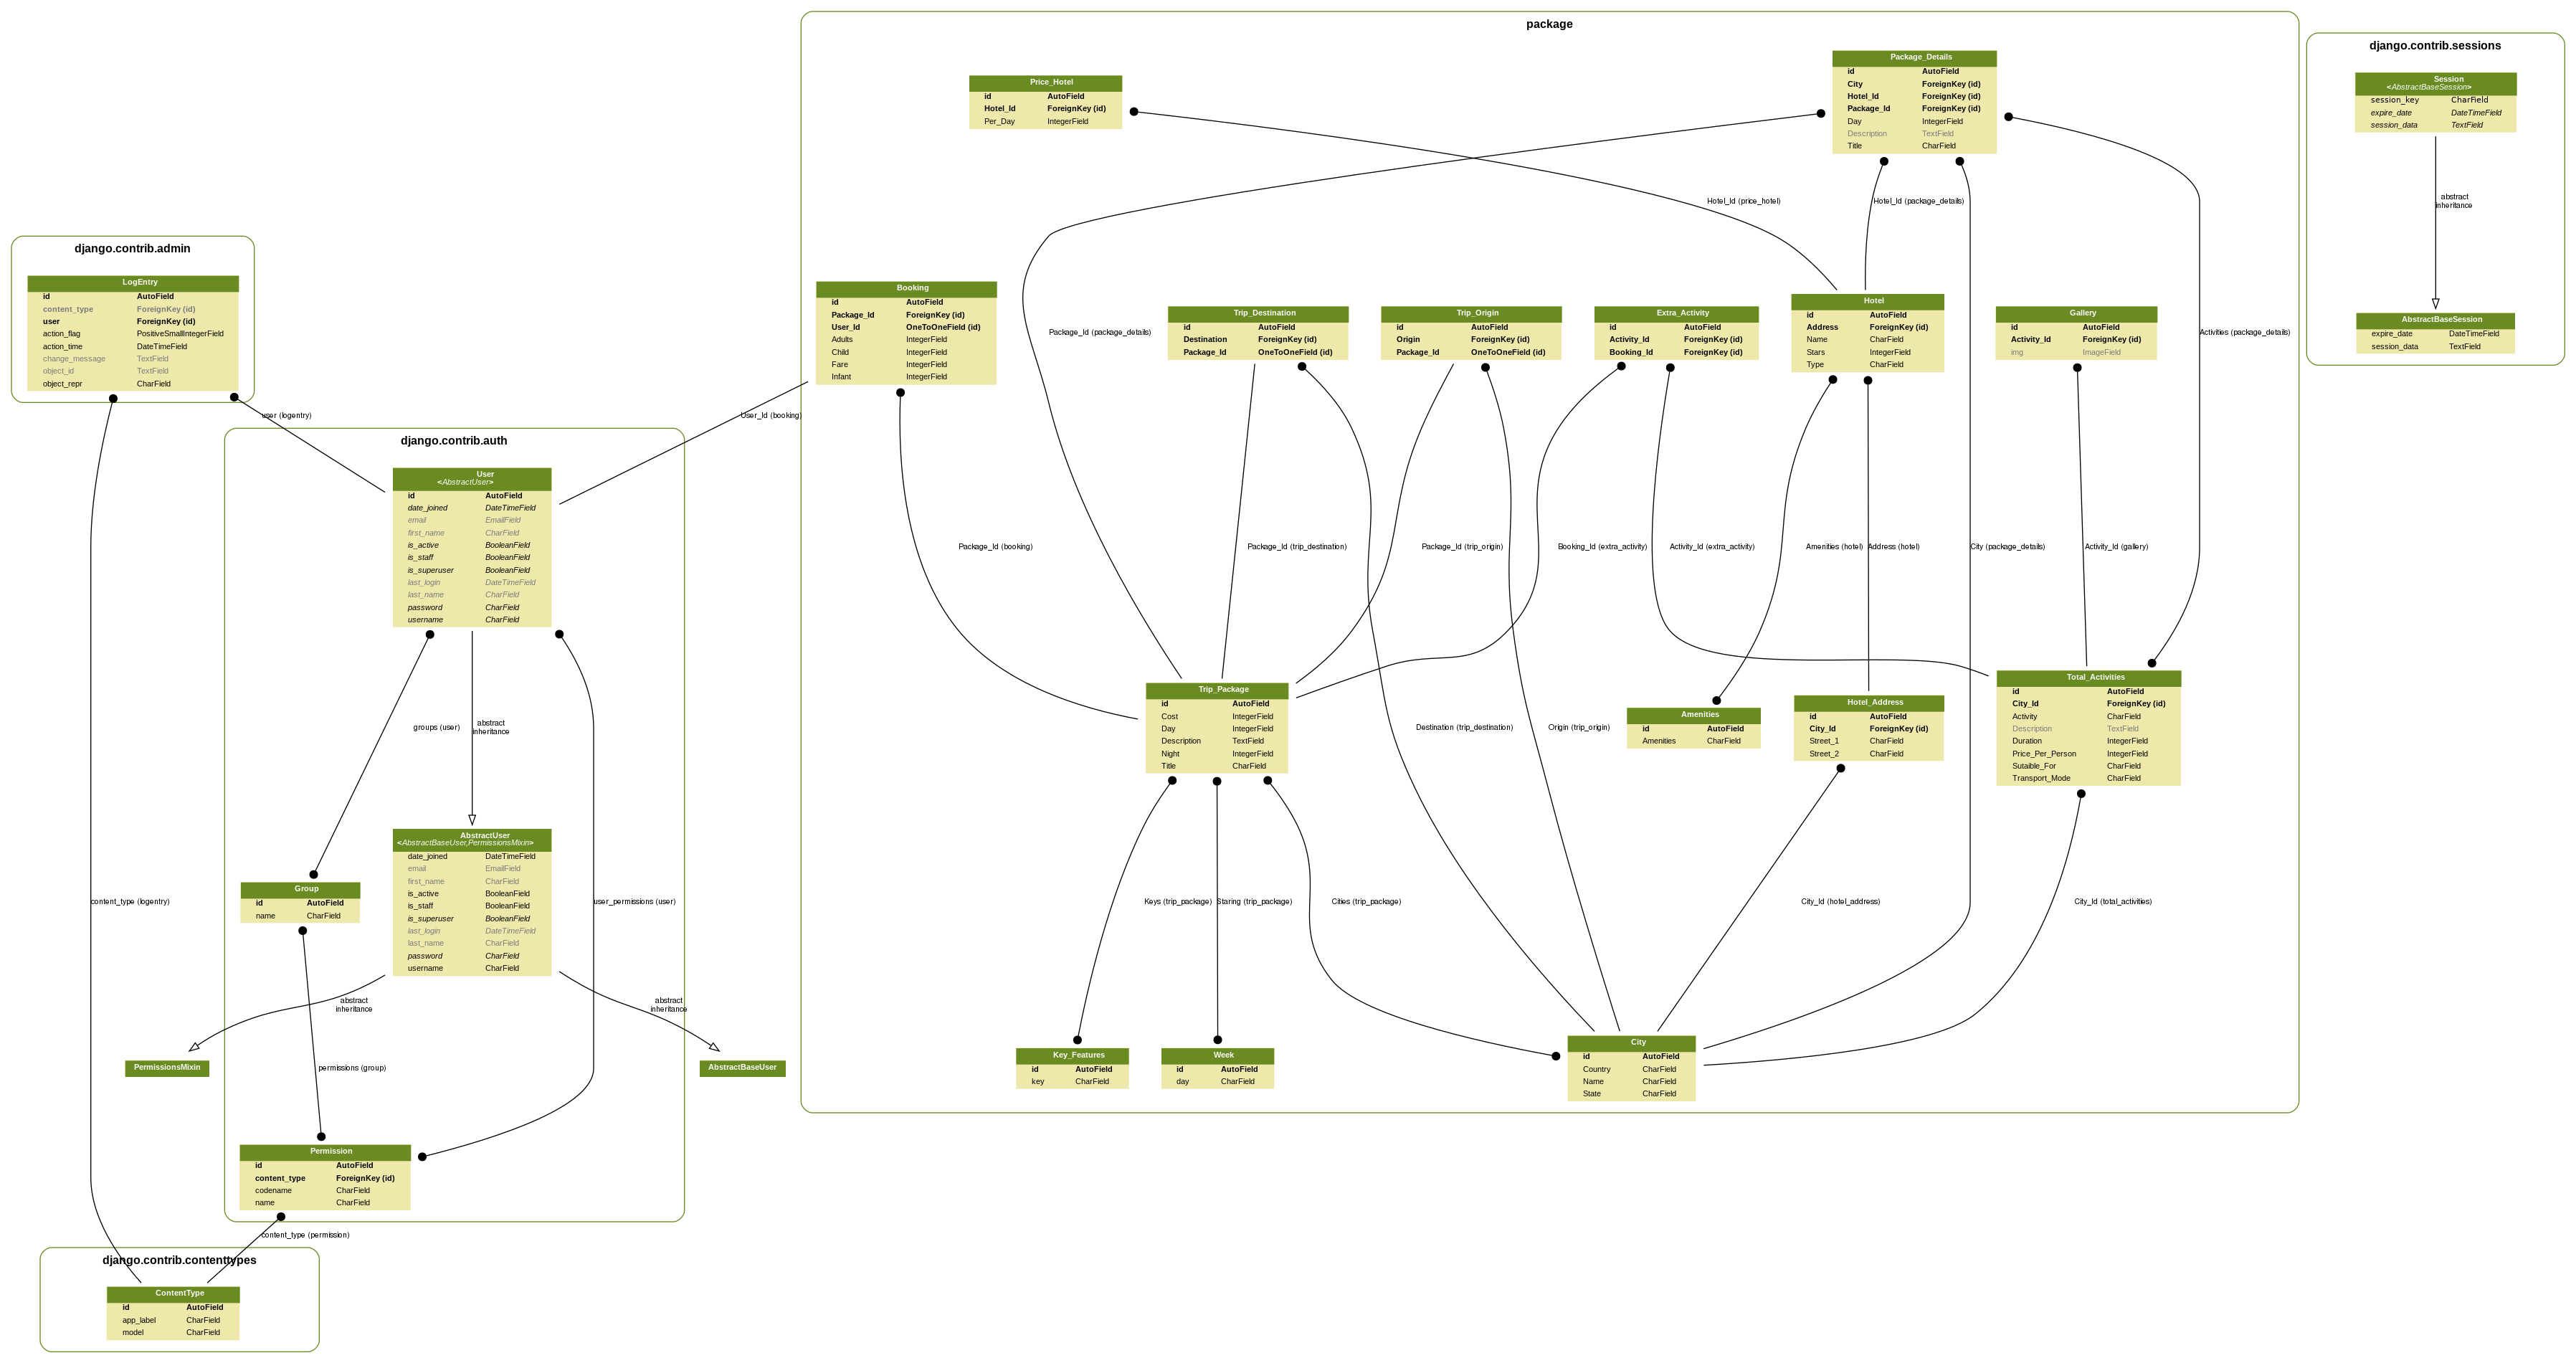 package
Price_Hotel
id AutoField
Hotel_Id ForeignKey (id)
Per_Day IntegerField
Package_Details
id AutoField
City ForeignKey (id)
Hotel_Id ForeignKey (id)
Package_Id ForeignKey (id)
Day IntegerField
Description TextField
Title CharField
Hotel_Id (price_hotel)
Hotel_Id (package_details)
Booking
id AutoField
Package_Id ForeignKey (id)
User_Id OneToOneField (id)
Adults IntegerField
Child IntegerField
Fare IntegerField
Infant IntegerField
Package_Id (package_details)
Trip_Destination
id AutoField
Destination ForeignKey (id)
Package_Id OneToOneField (id)
Trip_Origin
id AutoField
Origin ForeignKey (id)
Package_Id OneToOneField (id)
Extra_Activity
id AutoField
Activity_Id ForeignKey (id)
Booking_Id ForeignKey (id)
Hotel
id AutoField
Address ForeignKey (id)
Name CharField
Stars IntegerField
Type CharField
Gallery
id AutoField
Activity_Id ForeignKey (id)
img ImageField
Activities (package_details)
User_Id (booking)
Package_Id (booking)
Package_Id (trip_destination)
Package_Id (trip_origin)
Booking_Id (extra_activity)
Activity_Id (extra_activity)
Amenities (hotel)
Address (hotel)
City (package_details)
Activity_Id (gallery)
Trip_Package
id AutoField
Cost IntegerField
Day IntegerField
Description TextField
Night IntegerField
Title CharField
Destination (trip_destination)
Origin (trip_origin)
Amenities
id AutoField
Amenities CharField
Hotel_Address
id AutoField
City_Id ForeignKey (id)
Street_1 CharField
Street_2 CharField
Total_Activities
id AutoField
City_Id ForeignKey (id)
Activity CharField
Description TextField
Duration IntegerField
Price_Per_Person IntegerField
Sutaible_For CharField
Transport_Mode CharField
Keys (trip_package)
Staring (trip_package)
Cities (trip_package)
City_Id (hotel_address)
City_Id (total_activities)
Key_Features
id AutoField
key CharField
Week
id AutoField
day CharField
City
id AutoField
Country CharField
Name CharField
State CharField
django.contrib.sessions
Session
<AbstractBaseSession>
session_key CharField
expire_date DateTimeField
session_data TextField
abstract
inheritance
AbstractBaseSession
expire_date DateTimeField
session_data TextField
django.contrib.admin
LogEntry
id AutoField
content_type ForeignKey (id)
user ForeignKey (id)
action_flag PositiveSmallIntegerField
action_time DateTimeField
change_message TextField
object_id TextField
object_repr CharField
user (logentry)
django.contrib.auth
User
<AbstractUser>
id AutoField
date_joined DateTimeField
email EmailField
first_name CharField
is_active BooleanField
is_staff BooleanField
is_superuser BooleanField
last_login DateTimeField
last_name CharField
password CharField
username CharField
groups (user)
abstract
inheritance
AbstractUser
<AbstractBaseUser,PermissionsMixin>
date_joined DateTimeField
email EmailField
first_name CharField
is_active BooleanField
is_staff BooleanField
is_superuser BooleanField
last_login DateTimeField
last_name CharField
password CharField
username CharField
Group
id AutoField
name CharField
content_type (logentry)
user_permissions (user)
abstract
inheritance
abstract
inheritance
PermissionsMixin
permissions (group)
AbstractBaseUser
Permission
id AutoField
content_type ForeignKey (id)
codename CharField
name CharField
content_type (permission)
django.contrib.contenttypes
ContentType
id AutoField
app_label CharField
model CharField